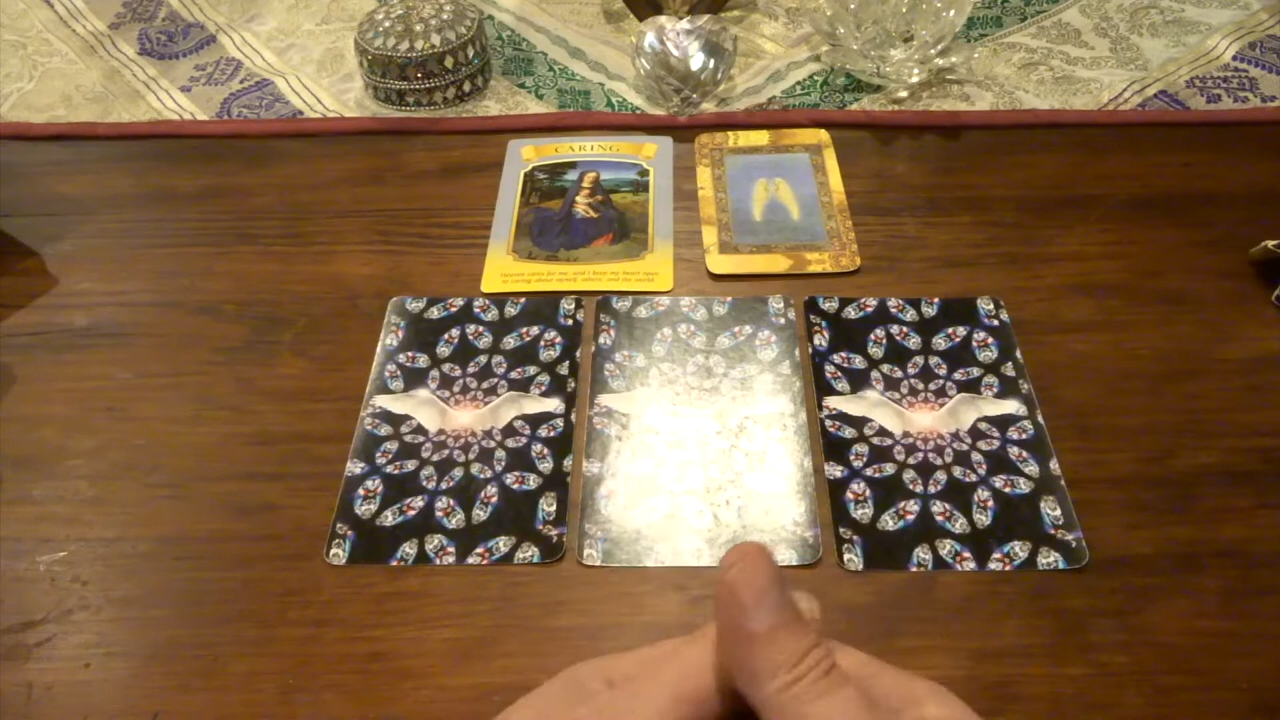 CARING
Heaven cares for me, and I keep my heart open
to caring about myself, others, and the world.